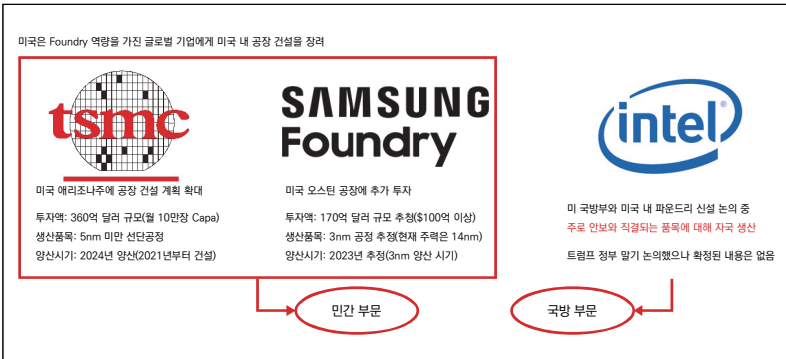 미국은 Foundry 역량을 가진 글로벌 기업에게 미국 내 공장 건설을 장려
tsmc
미국 애리조나주에 공장 건설 계획 확대
투자액: 360억 달러 규모(월 10만장 Capa)
생산품목: 5nm 미만 선단공정
양산시기: 2024년 양산(2021년부터 건설)
SAMSUNG
Foundry
미국 오스틴 공장에 추가 투자
투자액: 170억 달러 규모 추청($100억 이상)
생산품목: 3nm 공정 추정(현재 주력은 14nm)
양산시기: 2023년 추정(3nm 양산 시기)
intel
미 국방부와 미국 내 파운드리 신설 논의 중
주로 안보와 직결되는 품목에 대해 자국 생산
트럼프 정부 말기 논의했으나 확정된 내용은 없음
민간 부문
국방 부문